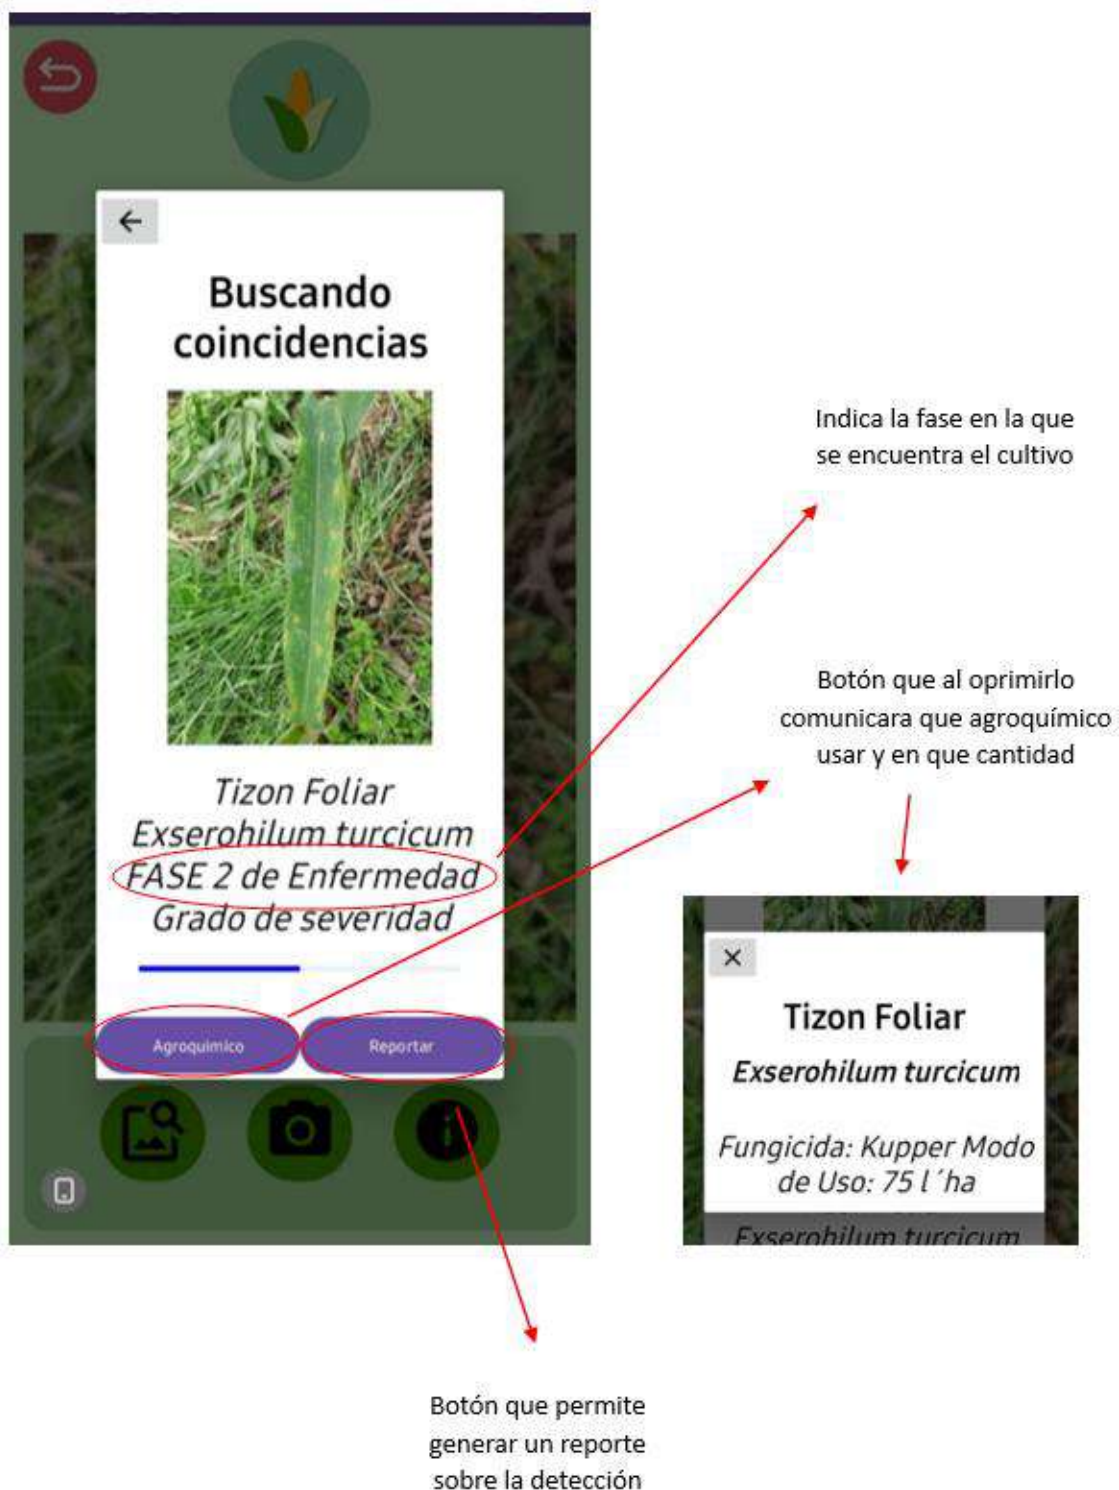 Buscando
coincidencias
Tizon Foliar
Exserohilum turcicum
FASE 2 de Enfermedad
Grado de severidad
Agroquimico
Reportar
Indica la fase en la que
se encuentra el cultivo
Botón que al oprimirlo
comunicara que agroquímico
usar y en que cantidad
Tizon Foliar
Exserohilum turcicum
Fungicida: Kupper Modo
de Uso: 75 l´ha
Exserohilum turcicum
Botón que permite
generar un reporte
sobre la detección